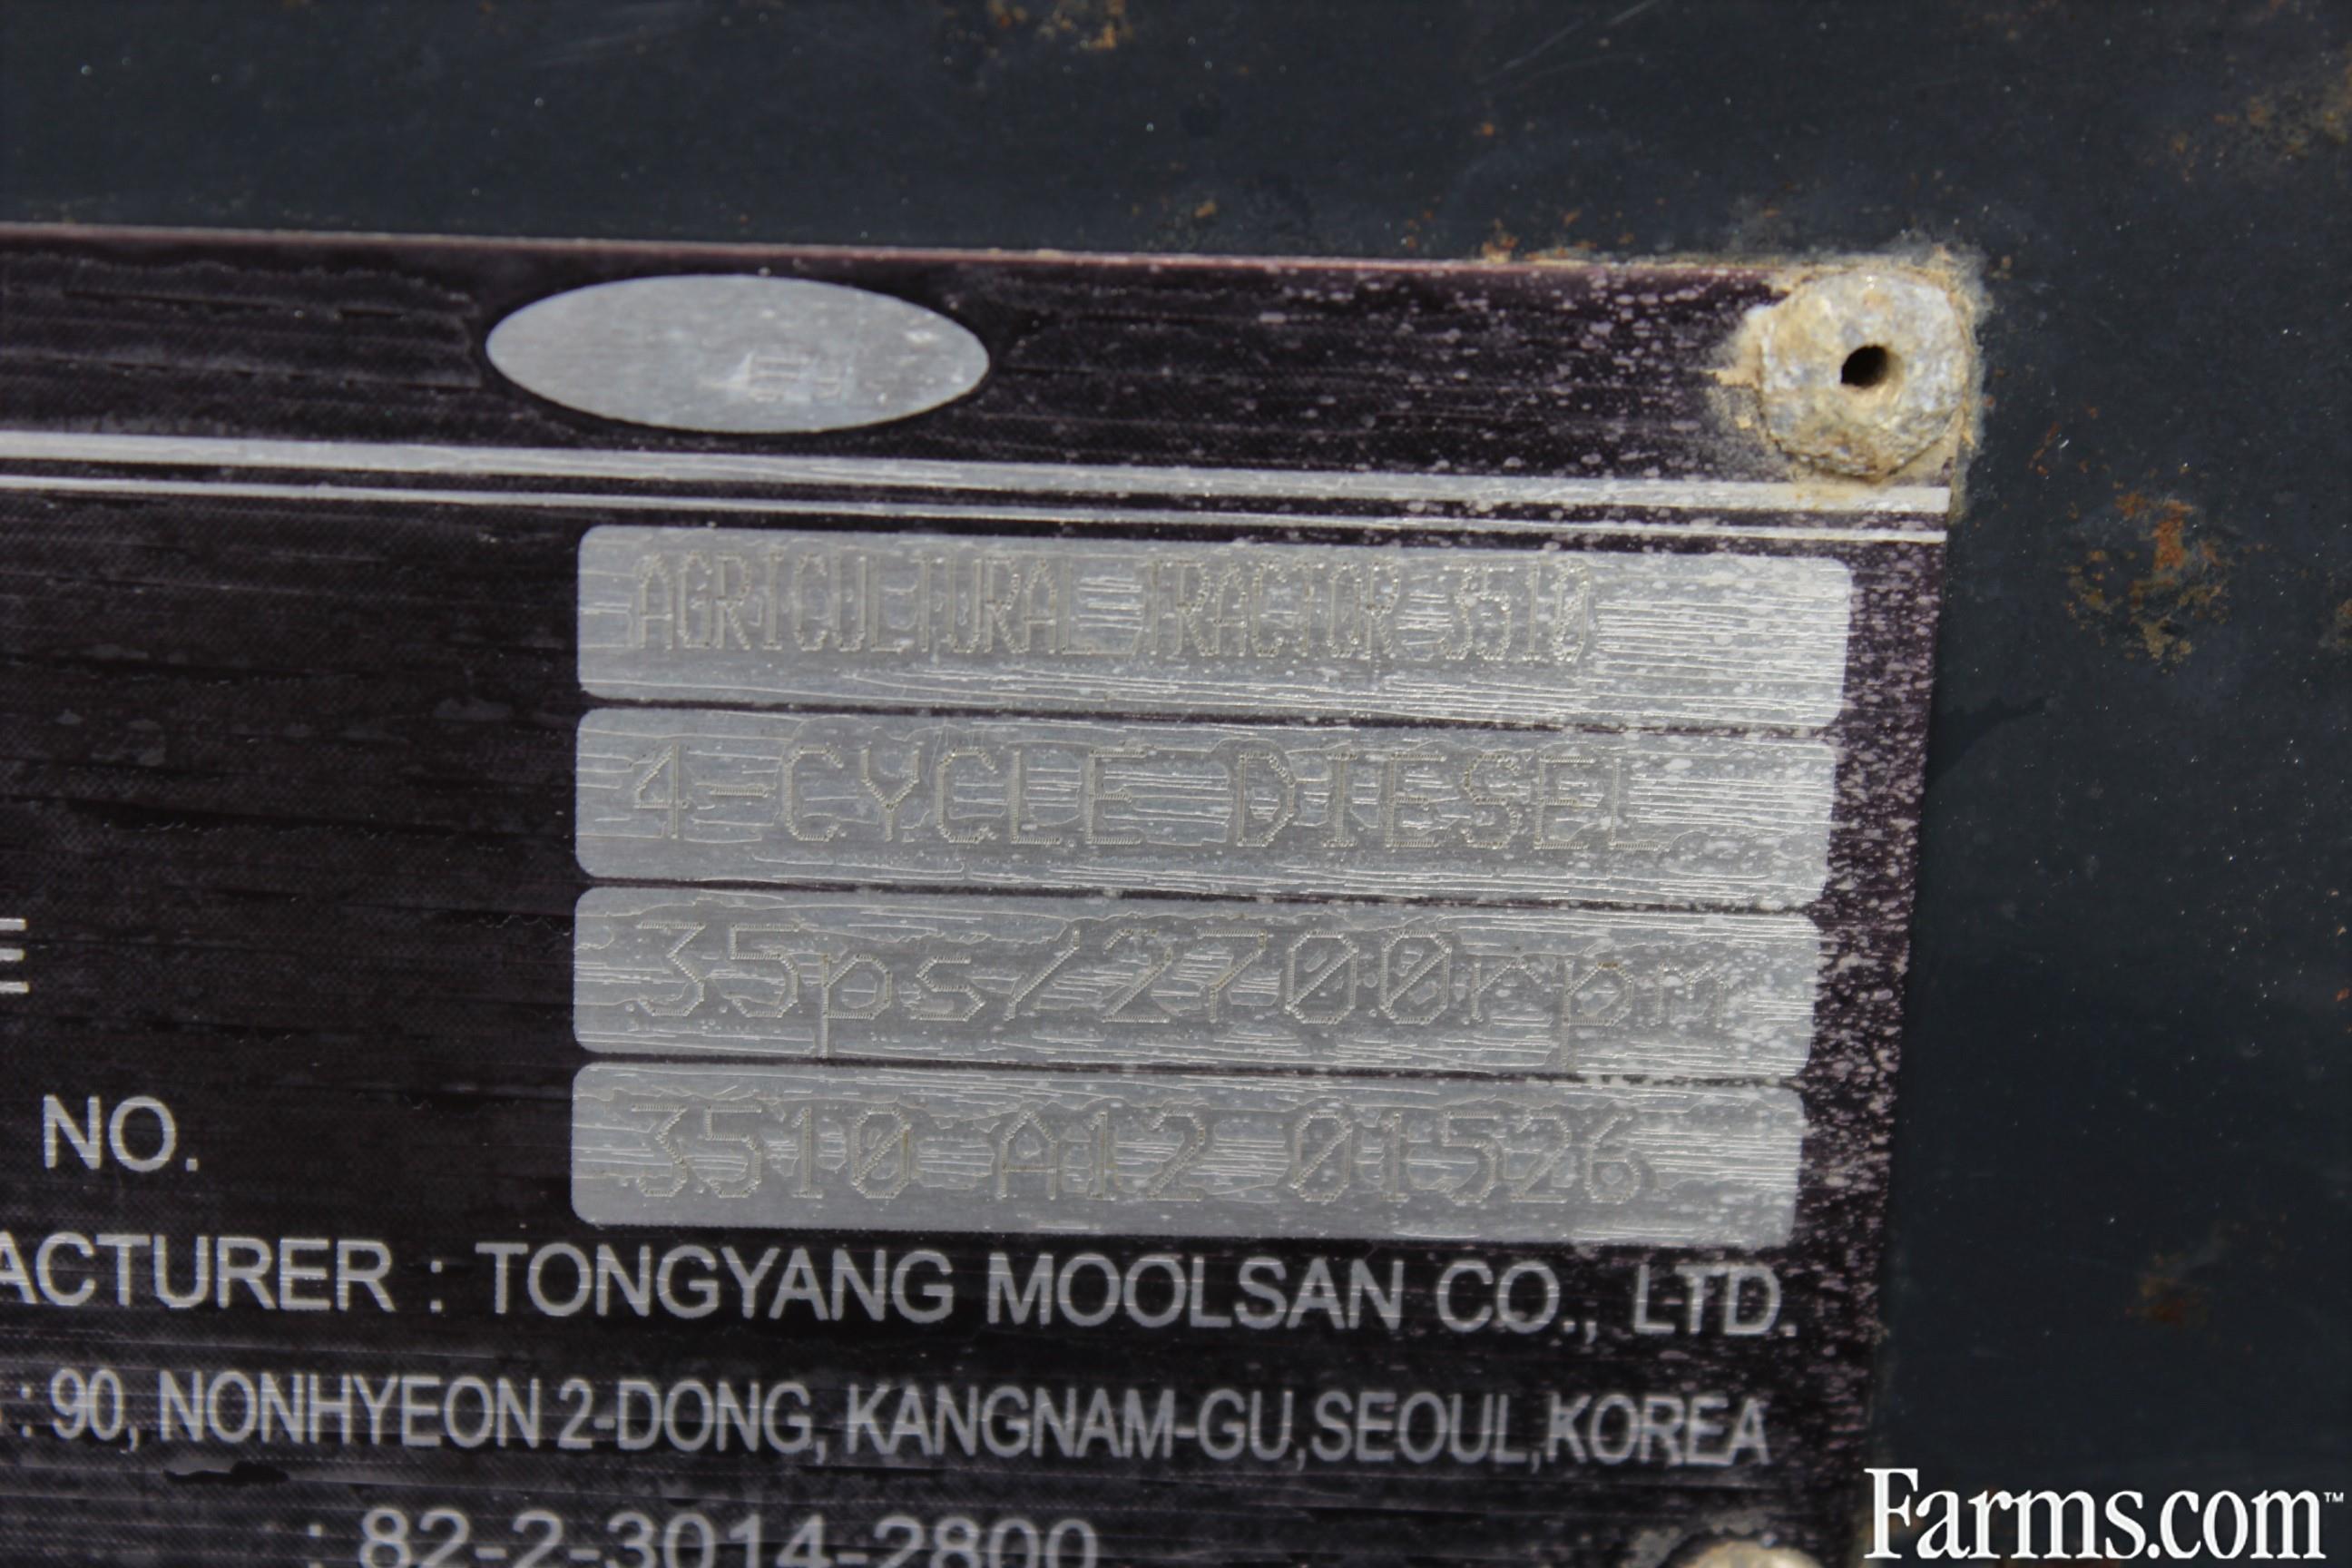 AGRICULTURAL TRACTOR 3510
4-CYCLE DIESEL
E
35ps/2700rpm
NO.
3510 A12 01526
ACTURER : TONGYANG MOOLSAN CO., LTD.
: 90, NONHYEON 2-DONG, KANGNAM-GU,SEOUL,KOREA
: 82-2-3014-2800
Farms.com™